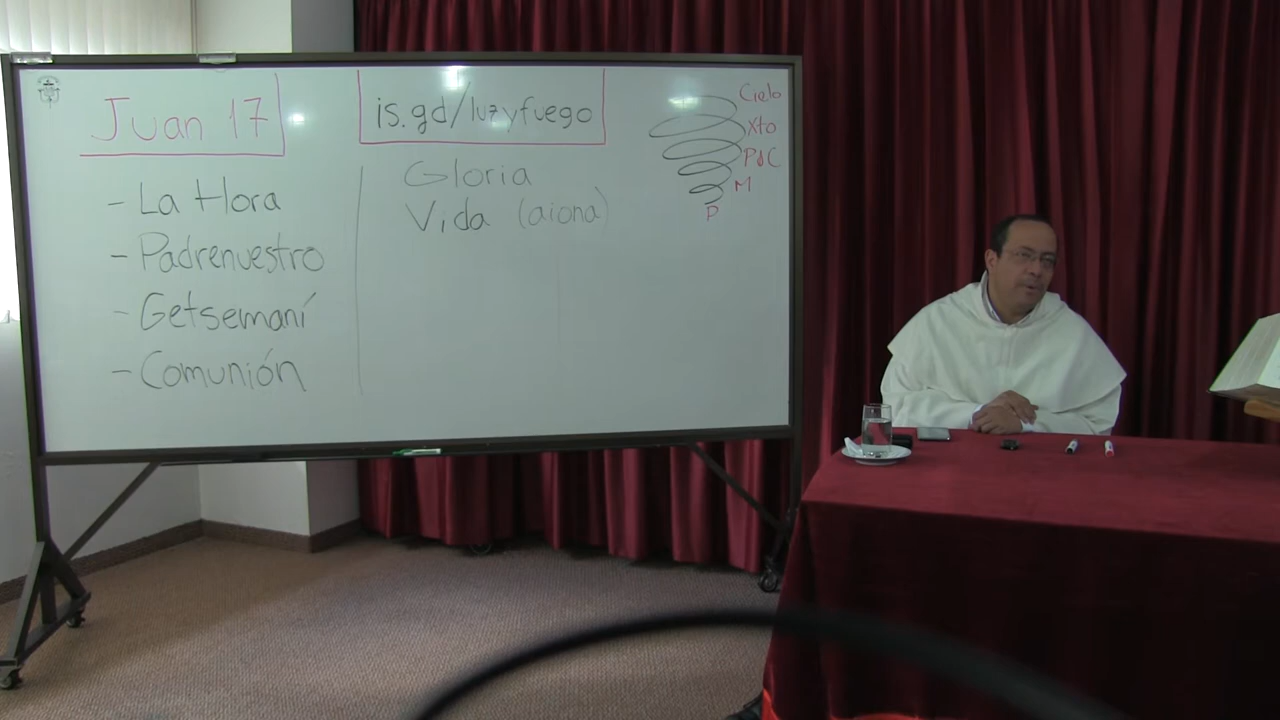 Juan 17
- La Hora
- Padrenuestro
- Getsemaní
- Comunión
is.gd/luzyfuego
Gloria
Vida (aiona)
Cielo
Xto
PdC
M
P